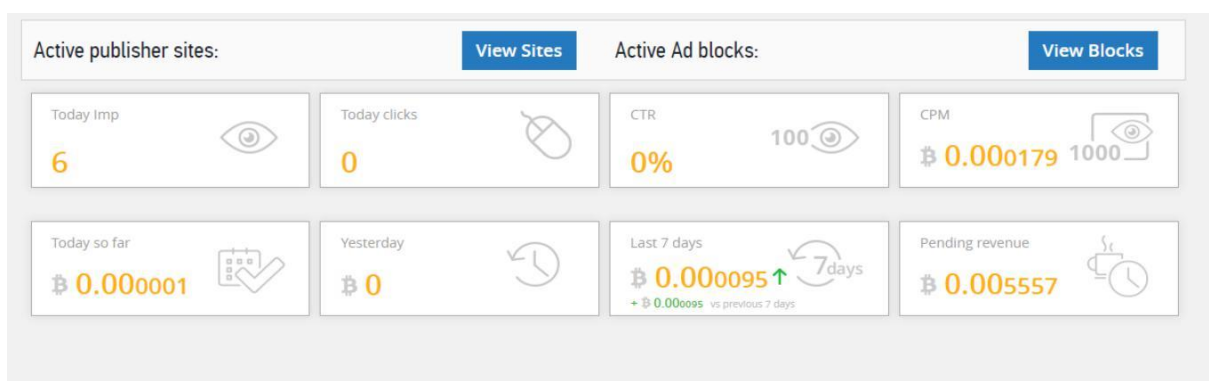 Active publisher sites: View Sites Active Ad blocks: View Blocks
Today Imp
6
Today clicks
0
CTR
0%
100
CPM
₿ 0.000179
1000
Today so far
₿ 0.000001
Yesterday
₿ 0
Last 7 days
₿ 0.000095↑
+ ₿ 0.000095 vs previous 7 days
7days
Pending revenue
₿ 0.005557